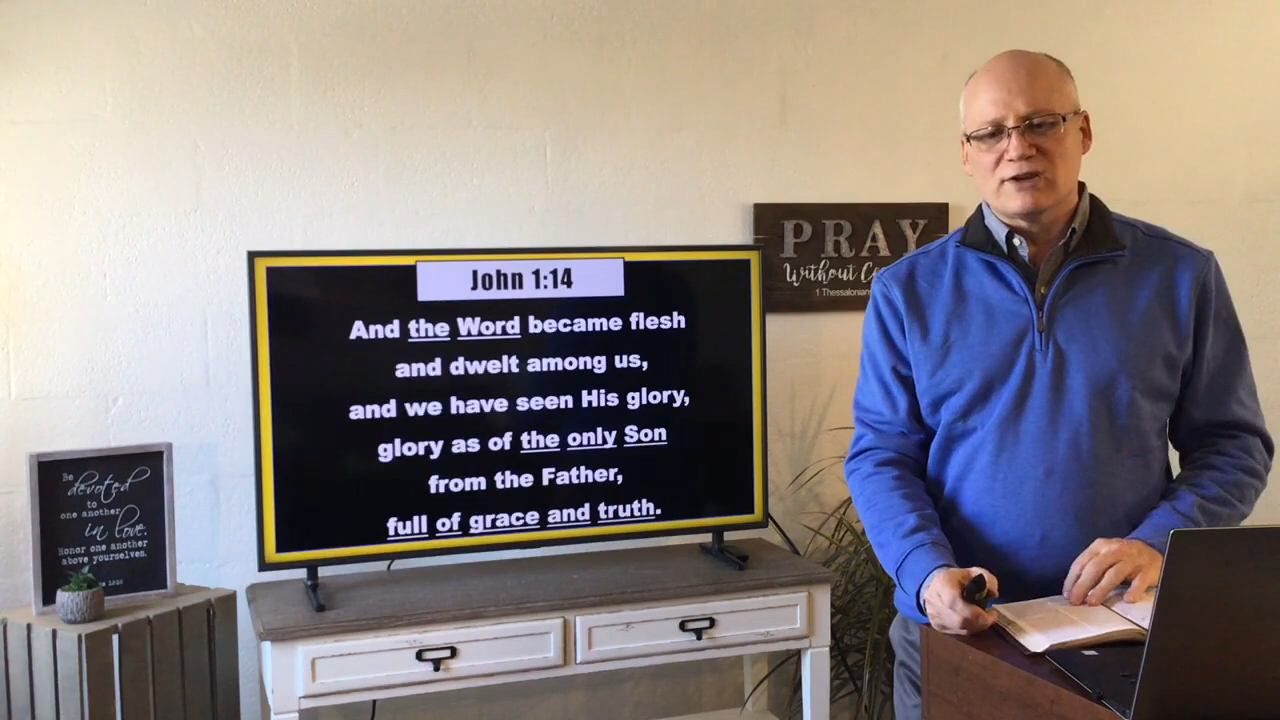 John 1:14
And the Word became flesh
and dwelt among us,
and we have seen His glory,
glory as of the only Son
from the Father,
full of grace and truth.
PRAY
Without
1 Thessalonians
Be
devoted
to
one another
in love.
Honor one another
above yourselves.